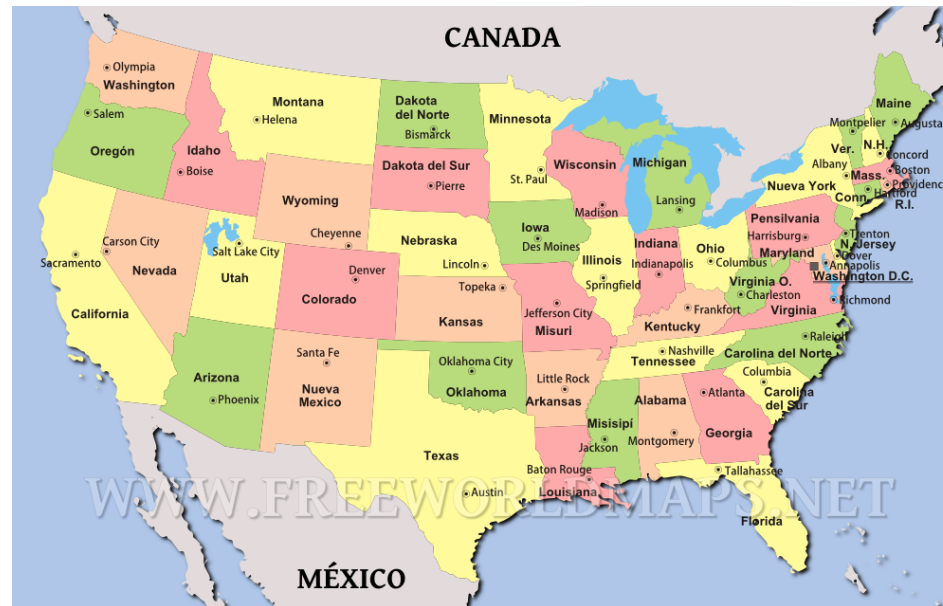 CANADA
Olympia
Washington
Montana
Helena
Dakota
del Norte
Bismarck
Minnesota
St. Paul
Maine
Augusta
Montpelier
Ver.
N.H.
Concord
Salem
Oregón
Idaho
Boise
Dakota del Sur
Pierre
Wisconsin
Madison
Michigan
Lansing
Albany
Nueva York
Mass.
Boston
Providenc
Conn.
Hartford
R.I.
Wyoming
Cheyenne
Nebraska
Lincoln
Iowa
Des Moines
Illinois
Springfield
Indiana
Indianapolis
Ohio
Columbus
Pensilvania
Harrisburg
Trenton
N. Jersey
Maryland
Dover
Annapolis
Washington D.C.
Carson City
Sacramento
Nevada
Salt Lake City
Utah
Denver
Colorado
Topeka
Kansas
Jefferson City
Misuri
Virginia O.
Charleston
Virginia
Richmond
Frankfort
Kentucky
California
Santa Fe
Nueva
Mexico
Arizona
Phoenix
Oklahoma City
Oklahoma
Little Rock
Arkansas
Nashville
Tennessee
Raleigh
Carolina del Norte
Columbia
Carolina
del Sur
Misisipí
Jackson
Alabama
Montgomery
Atlanta
Georgia
Texas
Austin
Baton Rouge
Louisiana
Tallahassee
Florida
WWW.FREEWORLDMAPS.NET
MÉXICO